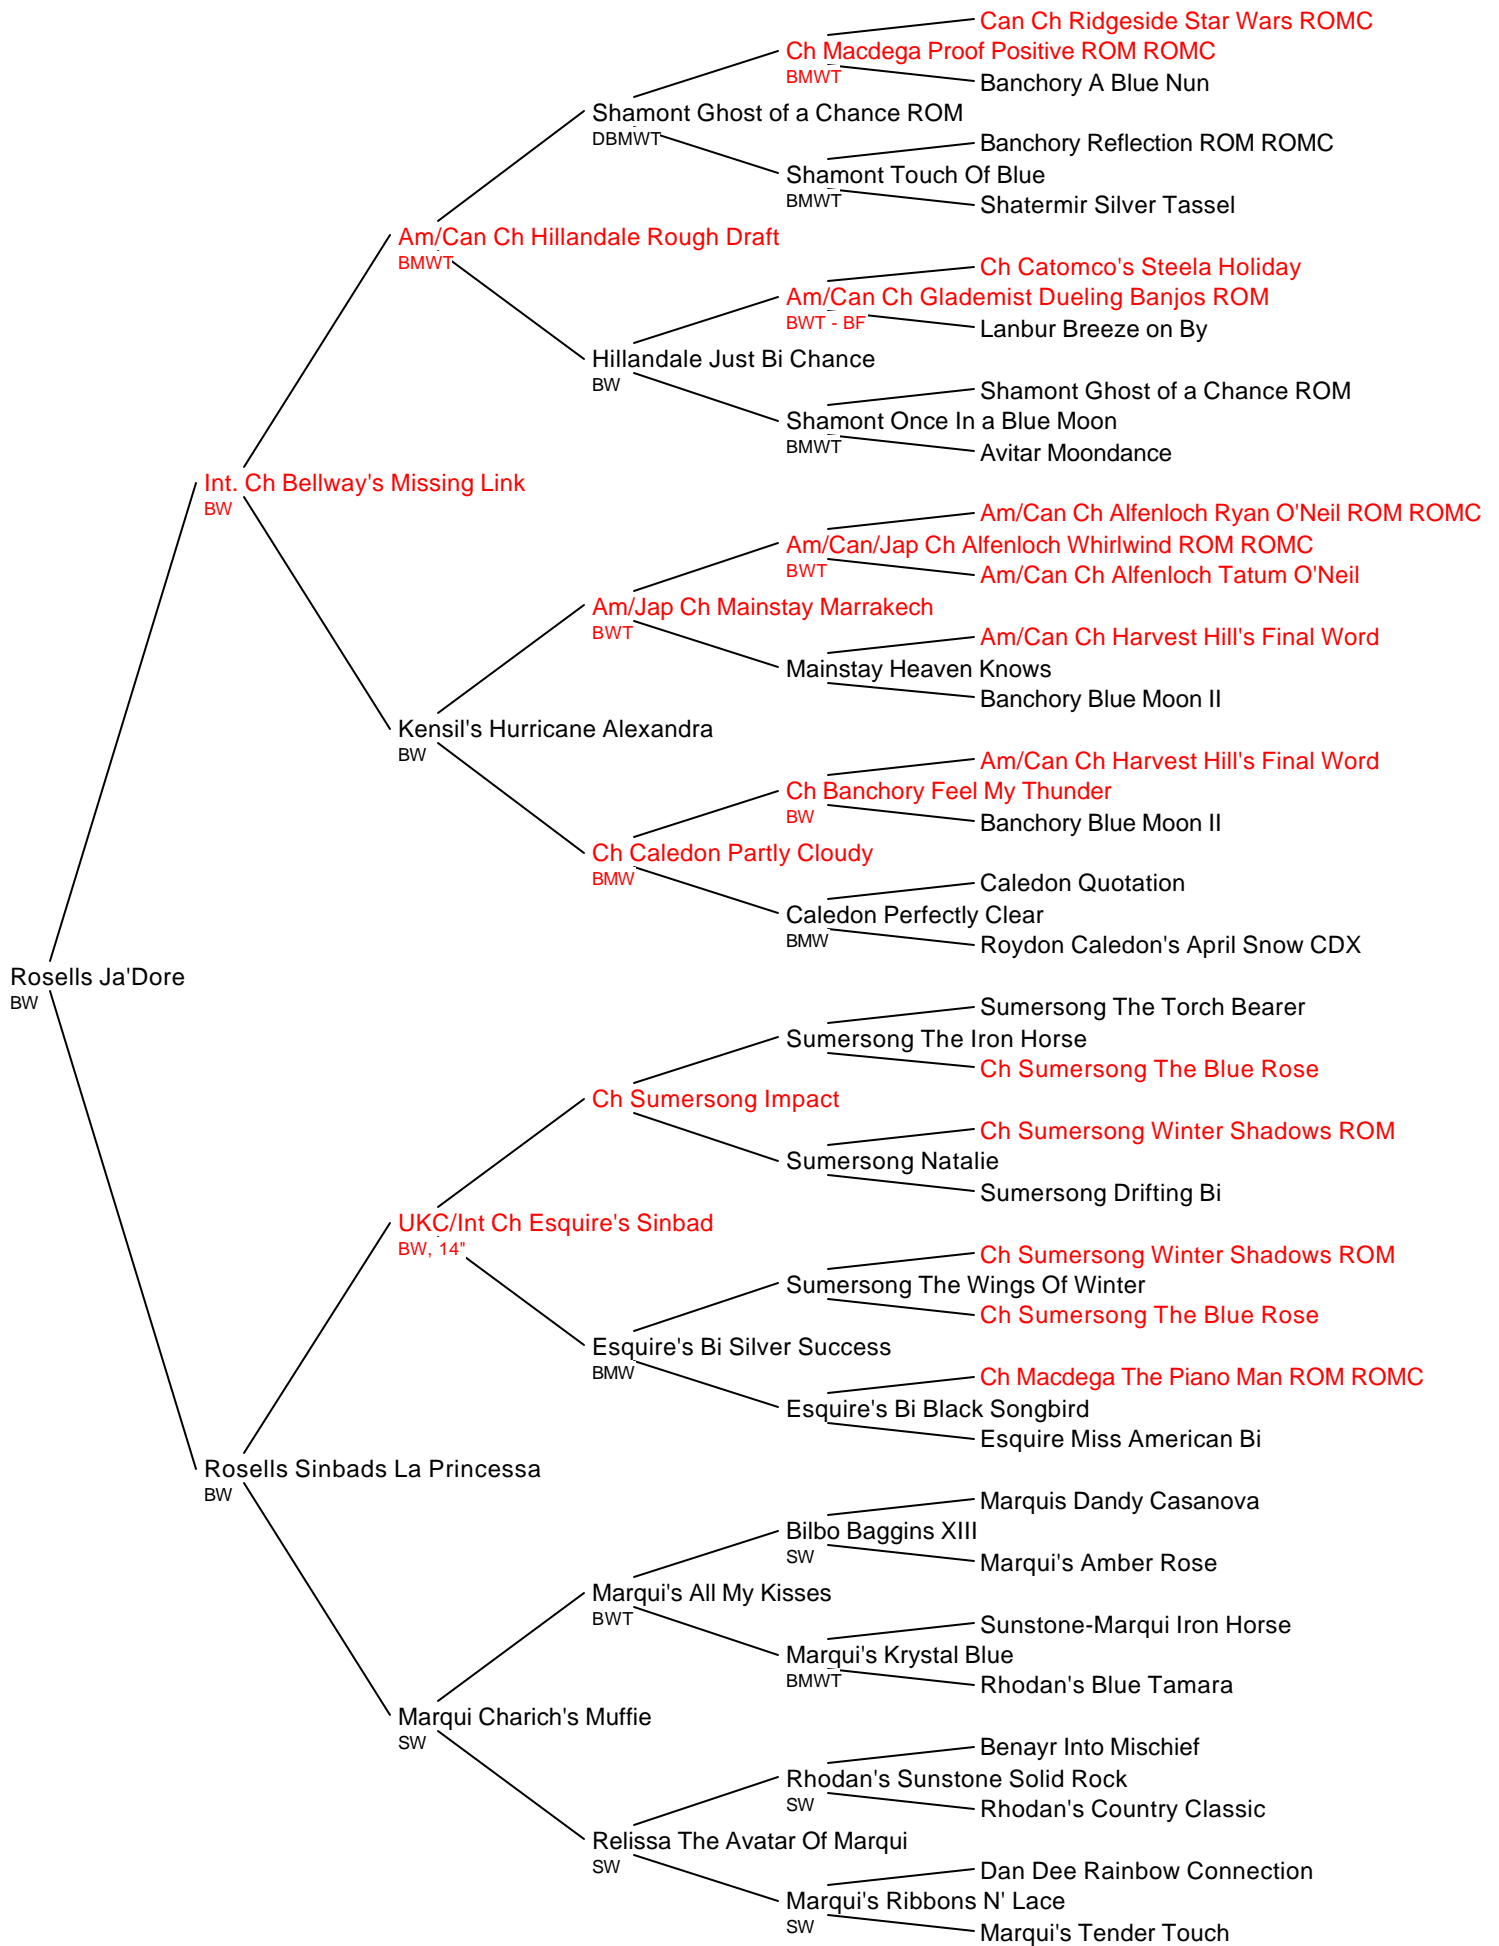 Can Ch Ridgeside Star Wars ROMC
Ch Macdega Proof Positive ROM ROMC
BMWT
Banchory A Blue Nun
Shamont Ghost of a Chance ROM
DBMWT
Banchory Reflection ROM ROMC
Shamont Touch Of Blue
BMWT
Shatermir Silver Tassel
Am/Can Ch Hillandale Rough Draft
BMWT
Ch Catomco's Steela Holiday
Am/Can Ch Glademist Dueling Banjos ROM
BWT - BF
Lanbur Breeze on By
Hillandale Just Bi Chance
BW
Shamont Ghost of a Chance ROM
Shamont Once In a Blue Moon
BMWT
Avitar Moondance
Int. Ch Bellway's Missing Link
BW
Am/Can Ch Alfenloch Ryan O'Neil ROM ROMC
Am/Can/Jap Ch Alfenloch Whirlwind ROM ROMC
BWT
Am/Can Ch Alfenloch Tatum O'Neil
Am/Jap Ch Mainstay Marrakech
BWT
Am/Can Ch Harvest Hill's Final Word
Mainstay Heaven Knows
Banchory Blue Moon II
Kensil's Hurricane Alexandra
BW
Am/Can Ch Harvest Hill's Final Word
Ch Banchory Feel My Thunder
BW
Banchory Blue Moon II
Ch Caledon Partly Cloudy
BMW
Caledon Quotation
Caledon Perfectly Clear
BMW
Roydon Caledon's April Snow CDX
Rosells Ja'Dore
BW
Sumersong The Torch Bearer
Sumersong The Iron Horse
Ch Sumersong The Blue Rose
Ch Sumersong Impact
Ch Sumersong Winter Shadows ROM
Sumersong Natalie
Sumersong Drifting Bi
UKC/Int Ch Esquire's Sinbad
BW, 14"
Ch Sumersong Winter Shadows ROM
Sumersong The Wings Of Winter
Ch Sumersong The Blue Rose
Esquire's Bi Silver Success
BMW
Ch Macdega The Piano Man ROM ROMC
Esquire's Bi Black Songbird
Esquire Miss American Bi
Rosells Sinbads La Princessa
BW
Marquis Dandy Casanova
Bilbo Baggins XIII
SW
Marqui's Amber Rose
Marqui's All My Kisses
BWT
Sunstone-Marqui Iron Horse
Marqui's Krystal Blue
BMWT
Rhodan's Blue Tamara
Marqui Charich's Muffie
SW
Benayr Into Mischief
Rhodan's Sunstone Solid Rock
SW
Rhodan's Country Classic
Relissa The Avatar Of Marqui
SW
Dan Dee Rainbow Connection
Marqui's Ribbons N' Lace
SW
Marqui's Tender Touch